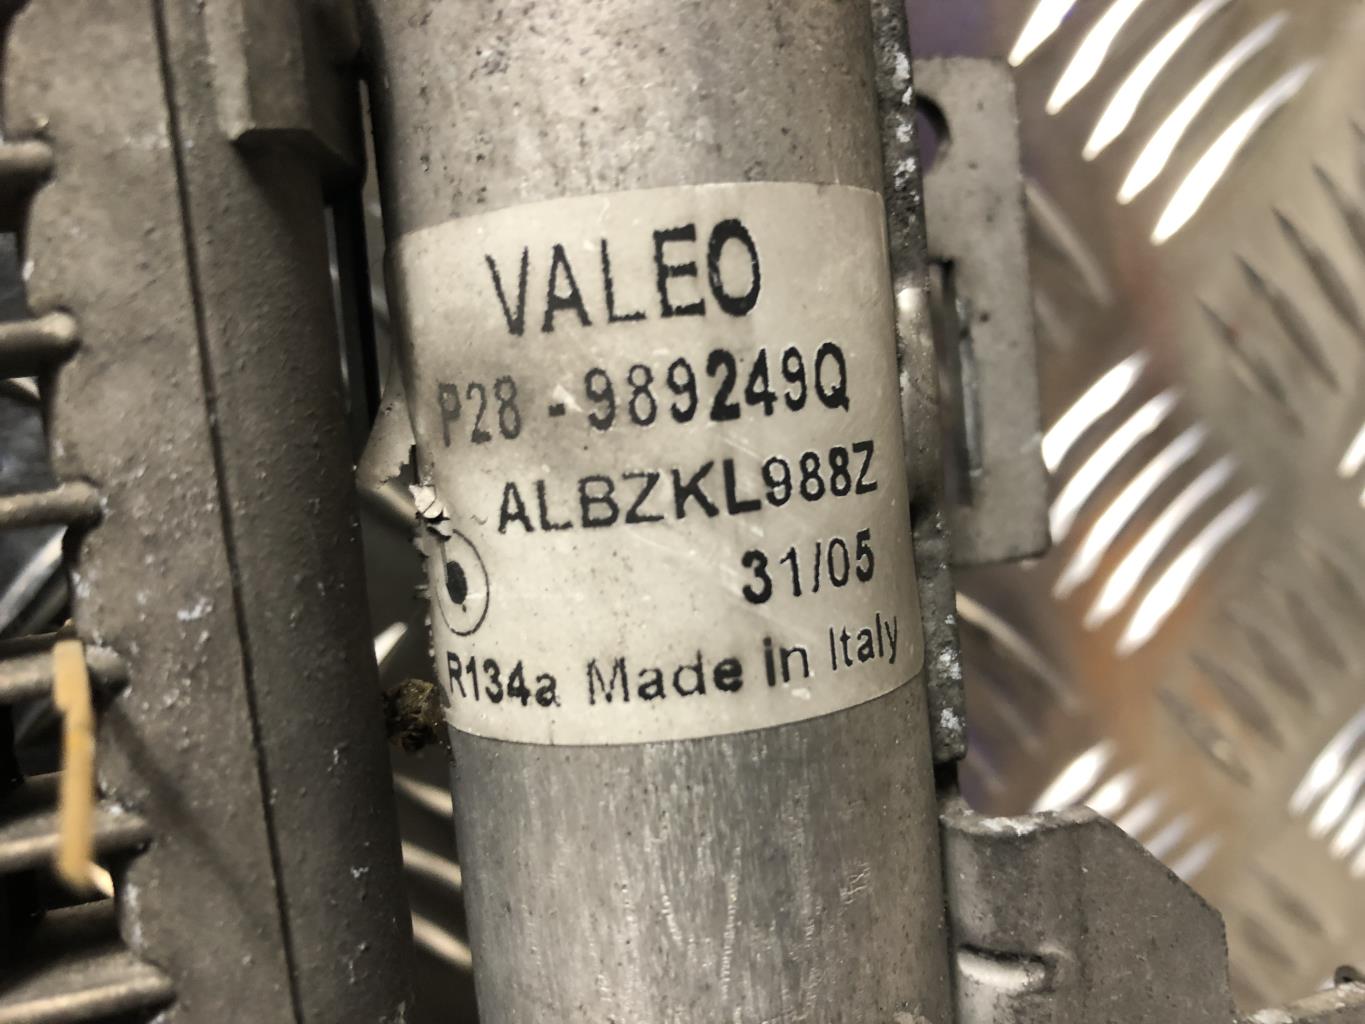 VALEO
P28-989249Q
ALBZKL988Z
31/05
R134a Made in Italy